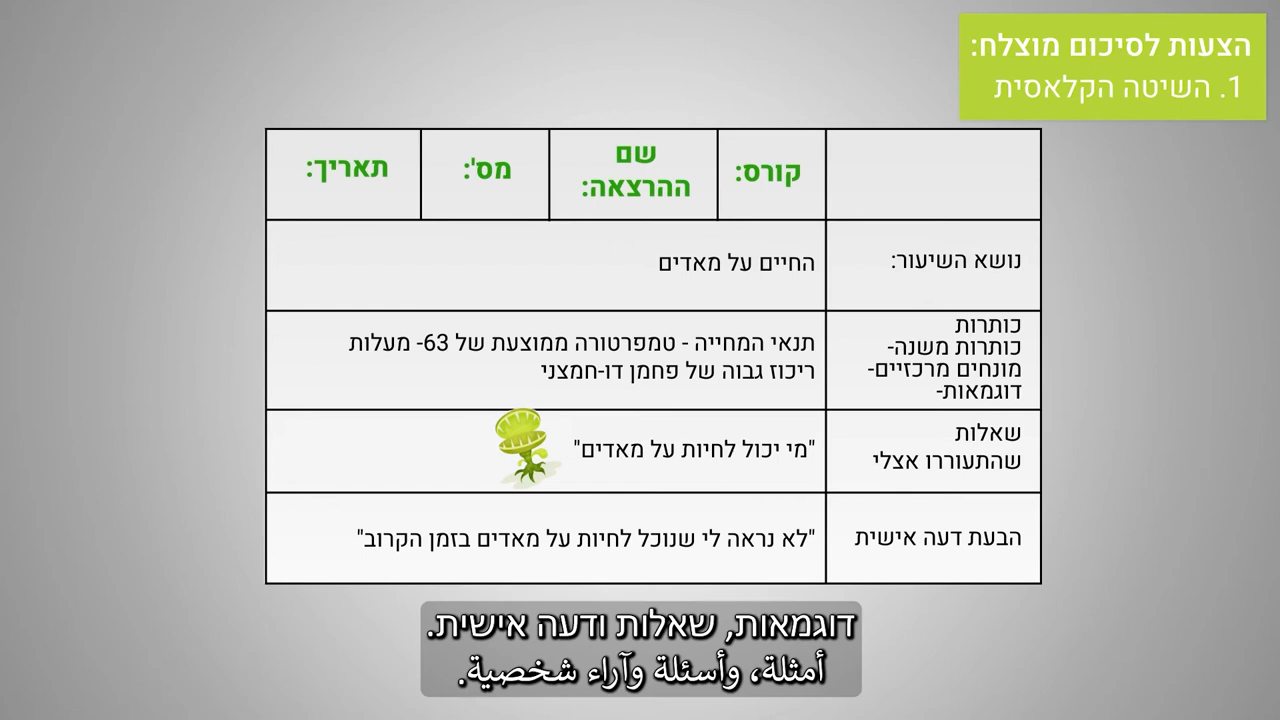 הצעות לסיכום מוצלח:
1. השיטה הקלאסית
קורס:
שם
ההרצאה:
מס':
תאריך:
נושא השיעור:
החיים על מאדים
כותרות
כותרות משנה-
מונחים מרכזיים-
דוגמאות-
תנאי המחייה - טמפרטורה ממוצעת של 63- מעלות
ריכוז גבוה של פחמן דו-חמצני
שאלות
שהתעוררו אצלי
"מי יכול לחיות על מאדים"
הבעת דעה אישית
"לא נראה לי שנוכל לחיות על מאדים בזמן הקרוב"
דוגמאות, שאלות ודעה אישית.
أمثلة، وأسئلة وآراء شخصية.